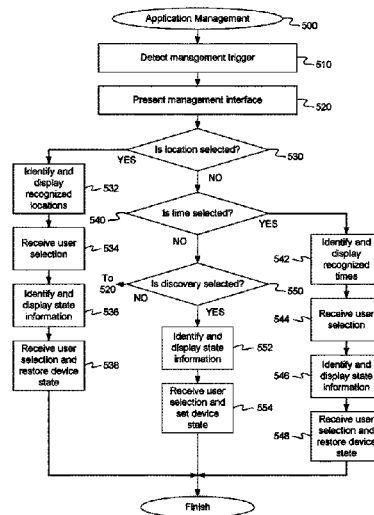 Application Management
500
Detect management trigger
510
Present management interface
520
Is location selected?
530
YES
NO
Identify and
display
recognized
locations
532
540
Is time selected?
YES
NO
Receive user
selection
534
Identify and
display
recognized
times
542
To
520
NO
Is discovery selected?
550
YES
Identify and
display state
information
536
Receive user
selection
544
Identify and
display state
information
552
Receive user
selection and
restore device
state
538
Identify and
display state
information
546
Receive user
selection and
set device
state
554
Receive user
selection and
restore device
state
548
Finish